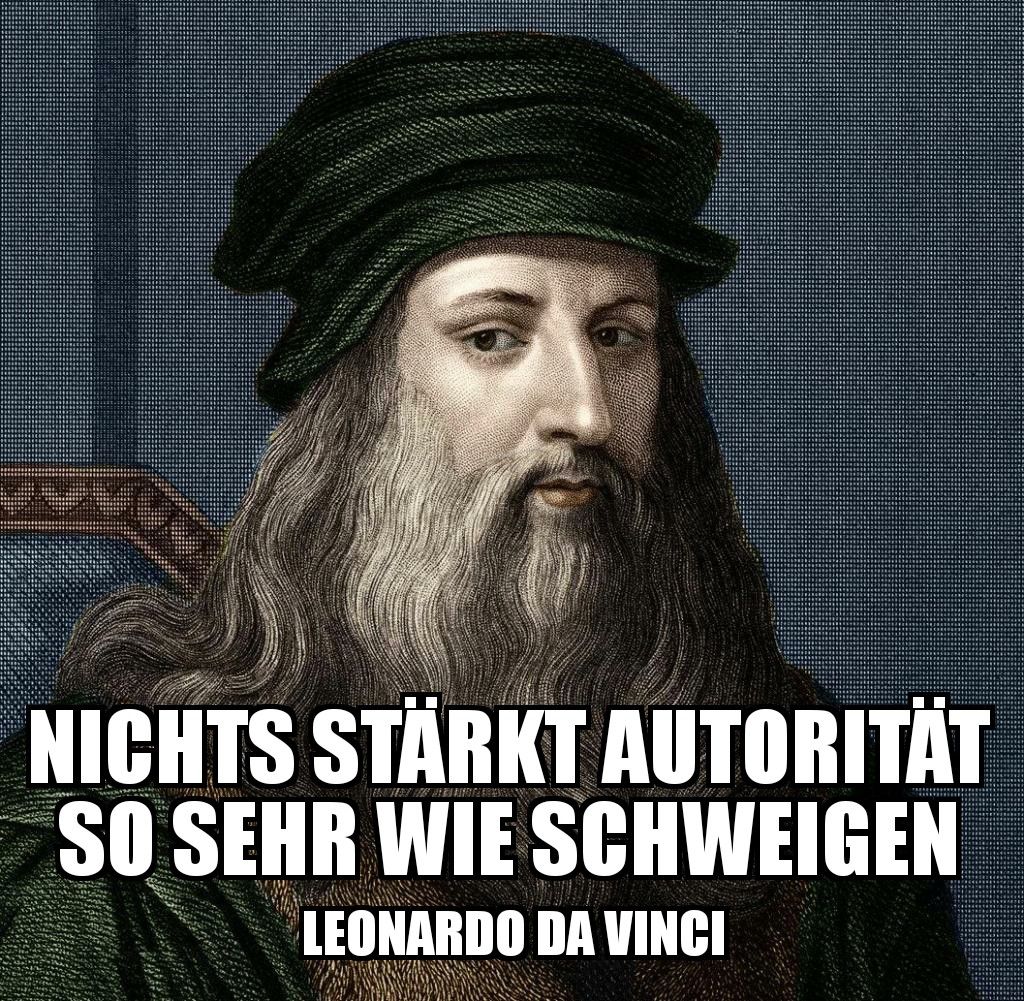 NICHTS STÄRKT AUTORITÄT
SO SEHR WIE SCHWEIGEN
LEONARDO DA VINCI